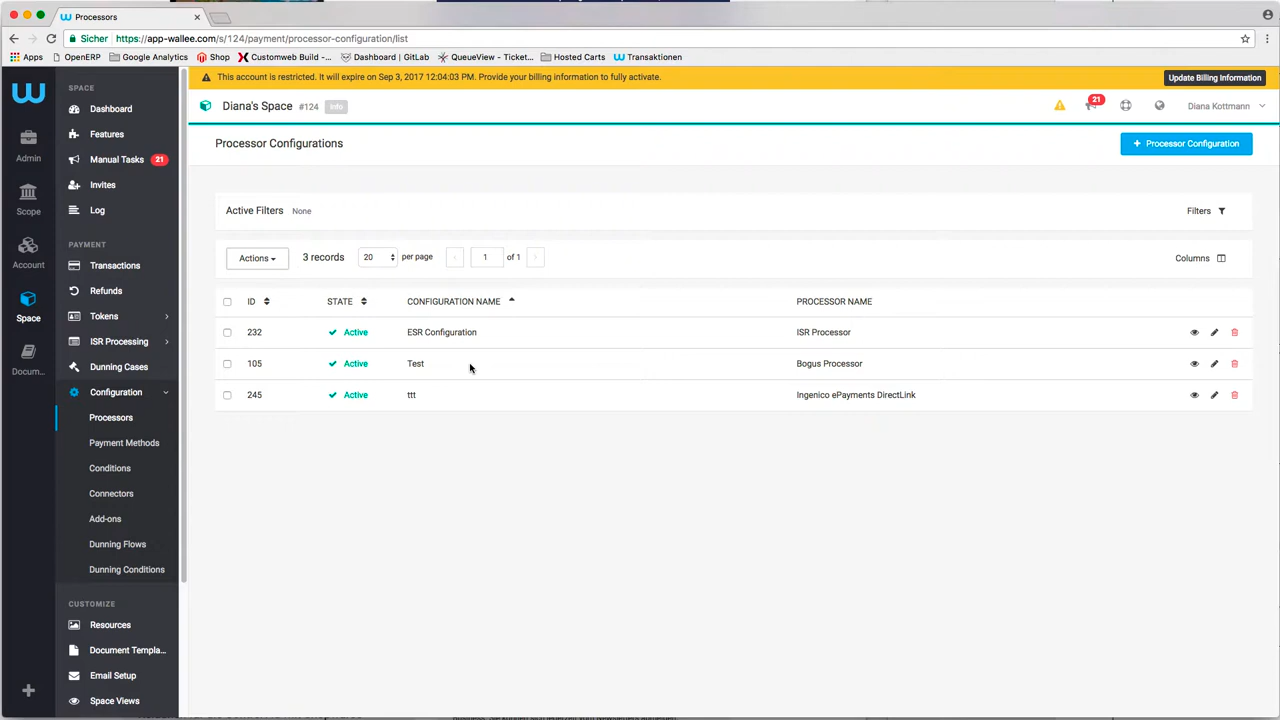 Processors
Sicher
https://app-wallee.com/s/124/payment/processor-configuration/list
Apps
OpenERP
Google Analytics
Shop
Customweb Build -...
Dashboard | GitLab
QueueView - Ticket...
Hosted Carts
Transaktionen
This account is restricted. It will expire on Sep 3, 2017 12:04:03 PM. Provide your billing information to fully activate.
Update Billing Information
Diana's Space #124 Info
21
Diana Kottmann
Admin
Scope
Account
Space
Docum...
SPACE
Dashboard
Features
Manual Tasks 21
Invites
Log
PAYMENT
Transactions
Refunds
Tokens
ISR Processing
Dunning Cases
Configuration
Processors
Payment Methods
Conditions
Connectors
Add-ons
Dunning Flows
Dunning Conditions
CUSTOMIZE
Resources
Document Templa...
Email Setup
Space Views
Processor Configurations
+ Processor Configuration
Active Filters None
Filters
Actions
3 records 20 per page 1 of 1
Columns
ID STATE CONFIGURATION NAME PROCESSOR NAME
232 Active ESR Configuration ISR Processor
105 Active Test Bogus Processor
245 Active ttt Ingenico ePayments DirectLink